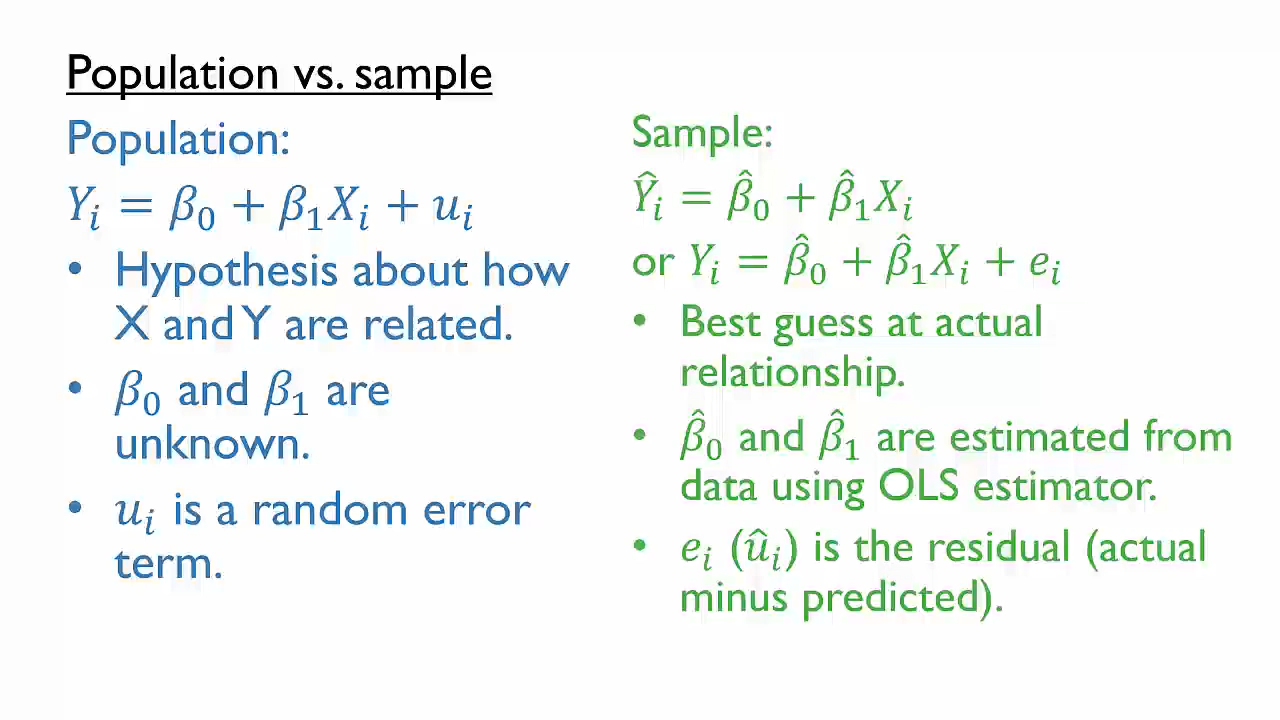 Population vs. sample
Population:
Yᵢ = β₀ + β₁Xᵢ + uᵢ
• Hypothesis about how
X and Y are related.
• β₀ and β₁ are
unknown.
• uᵢ is a random error
term.
Sample:
Ŷᵢ = β̂₀ + β̂₁Xᵢ
or Yᵢ = β̂₀ + β̂₁Xᵢ + eᵢ
• Best guess at actual
relationship.
• β̂₀ and β̂₁ are estimated from
data using OLS estimator.
• eᵢ (ûᵢ) is the residual (actual
minus predicted).